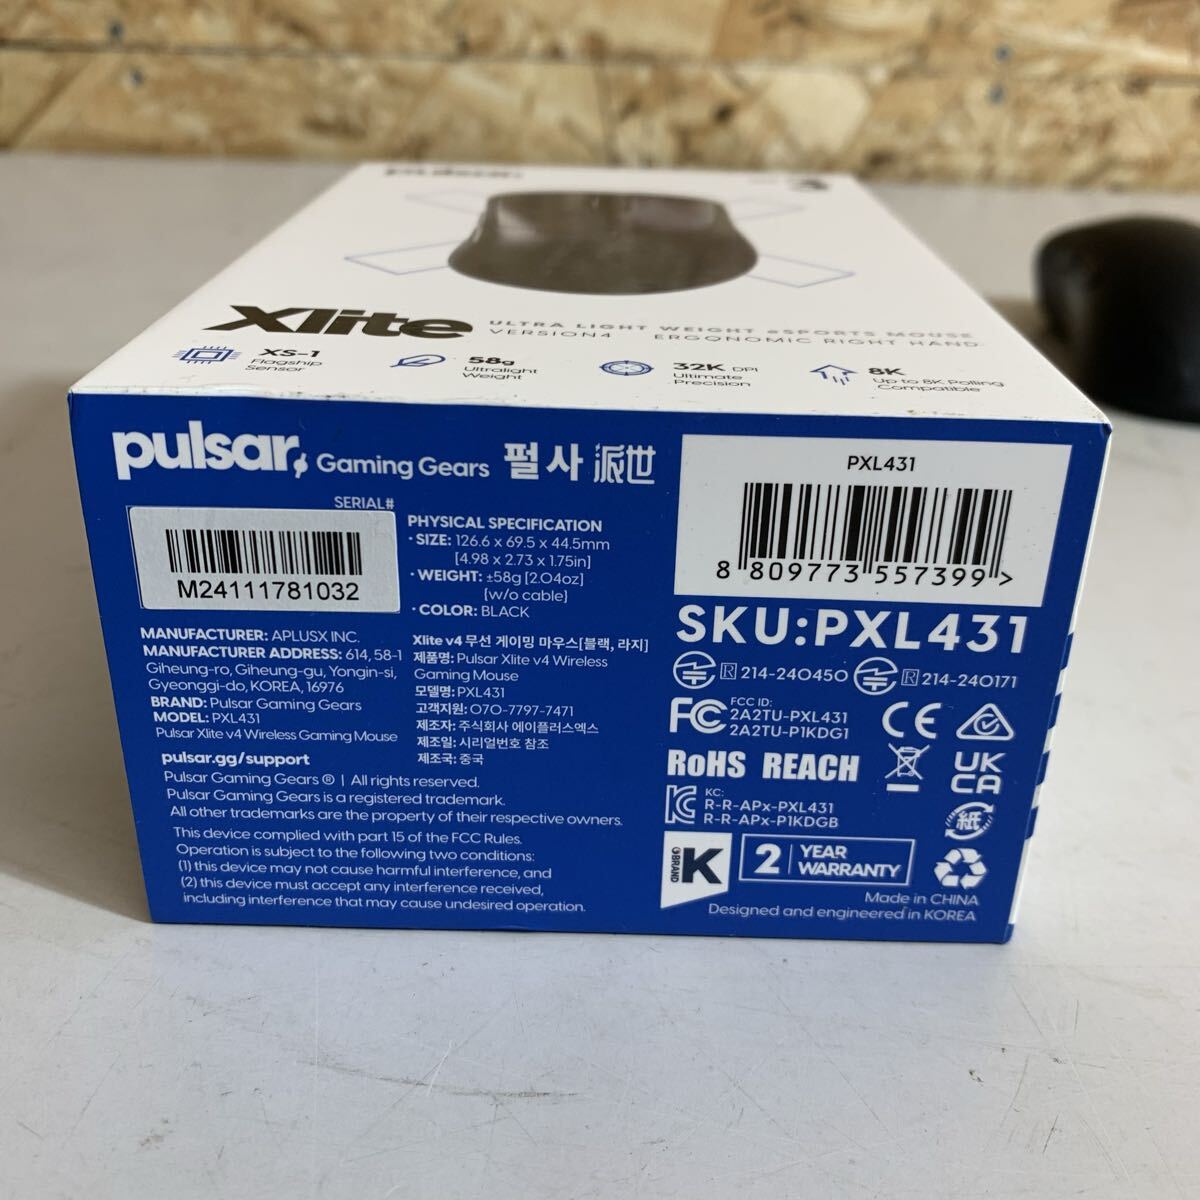 pulsar
Xlite
ULTRA LIGHT WEIGHT eSPORTS MOUSE
VERSION4 ERGONOMIC RIGHT HAND
XS-1
Flagship
Sensor
58g
Ultralight
Weight
32K DPI
Ultimate
Precision
8K
Up to 8K Polling
Compatible
pulsar Gaming Gears 펄사 派世
SERIAL#
M24111781032
PHYSICAL SPECIFICATION
· SIZE: 126.6 x 69.5 x 44.5mm
[4.98 x 2.73 x 1.75in]
· WEIGHT: ±58g [2.04oz]
[w/o cable]
· COLOR: BLACK
MANUFACTURER: APLUSX INC.
MANUFACTURER ADDRESS: 614, 58-1
Giheung-ro, Giheung-gu, Yongin-si,
Gyeonggi-do, KOREA, 16976
BRAND: Pulsar Gaming Gears
MODEL: PXL431
Pulsar Xlite v4 Wireless Gaming Mouse
Xlite v4 무선 게이밍 마우스[블랙, 라지]
제품명: Pulsar Xlite v4 Wireless
Gaming Mouse
모델명: PXL431
고객지원: 070-7797-7471
제조자: 주식회사 에이플러스엑스
제조일: 시리얼번호 참조
제조국: 중국
pulsar.gg/support
Pulsar Gaming Gears ® | All rights reserved.
Pulsar Gaming Gears is a registered trademark.
All other trademarks are the property of their respective owners.
This device complied with part 15 of the FCC Rules.
Operation is subject to the following two conditions:
(1) this device may not cause harmful interference, and
(2) this device must accept any interference received,
including interference that may cause undesired operation.
PXL431
8 809773 557399 >
SKU:PXL431
R 214-240450
R 214-240171
FC
FCC ID:
2A2TU-PXL431
2A2TU-P1KDG1
CE
RoHS REACH
UK
CA
KC:
R-R-APx-PXL431
R-R-APx-P1KDGB
紙
K BRAND
K
2 YEAR
WARRANTY
Made in CHINA
Designed and engineered in KOREA